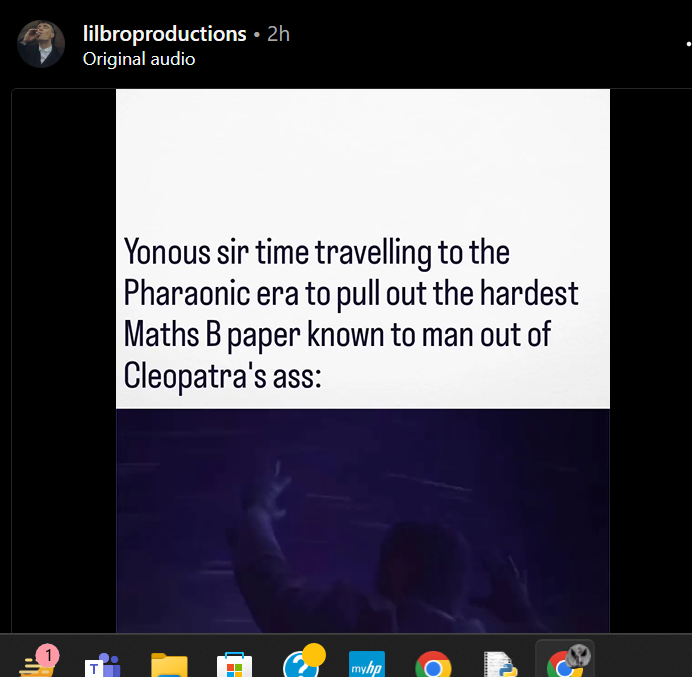 lilbroproductions • 2h
Original audio
Yonous sir time travelling to the
Pharaonic era to pull out the hardest
Maths B paper known to man out of
Cleopatra's ass:
1
T
?
myhp